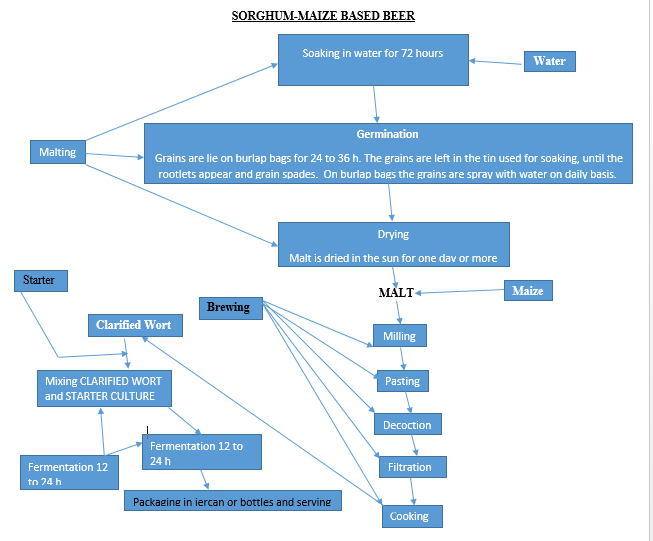 SORGHUM-MAIZE BASED BEER
Soaking in water for 72 hours
Water
Germination
Malting
Grains are lie on burlap bags for 24 to 36 h. The grains are left in the tin used for soaking, until the
rootlets appear and grain spades. On burlap bags the grains are spray with water on daily basis.
Drying
Malt is dried in the sun for one day or more
Starter
MALT
Maize
Brewing
Clarified Wort
Milling
Mixing CLARIFIED WORT
and STARTER CULTURE
Pasting
Decoction
Fermentation 12 to
24 h
Fermentation 12
to 24 h
Filtration
Packaging in jercan or bottles and serving
Cooking